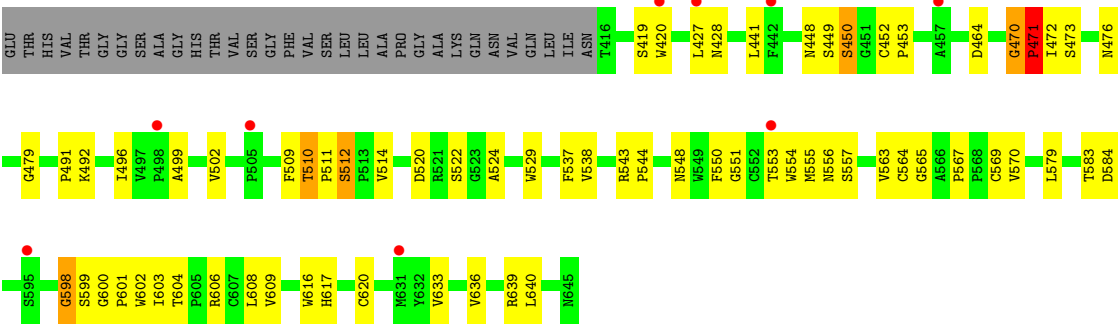 GLU THR HIS VAL THR GLY GLY SER ALA GLY HIS THR VAL SER GLY PHE VAL SER LEU LEU ALA PRO GLY ALA LYS GLN ASN VAL GLN LEU ILE ASN T416 S419 W420 L427 N428 L441 F442 N448 S449 S450 G451 C452 P453 A457 D464 G470 P471 I472 S473 N476
G479 P491 K492 I496 V497 P498 A499 V502 P505 F509 T510 P511 S512 P513 V514 D520 R521 S522 G523 A524 W529 F537 V538 R543 P544 N548 W549 F550 G551 C552 T553 W554 M555 N556 S557 V563 C564 G565 A566 P567 P568 C569 V570 L579 T583 D584
S595 G598 S599 G600 P601 W602 I603 T604 P605 R606 C607 L608 V609 W616 H617 C620 M631 Y632 V633 V636 R639 L640 N645